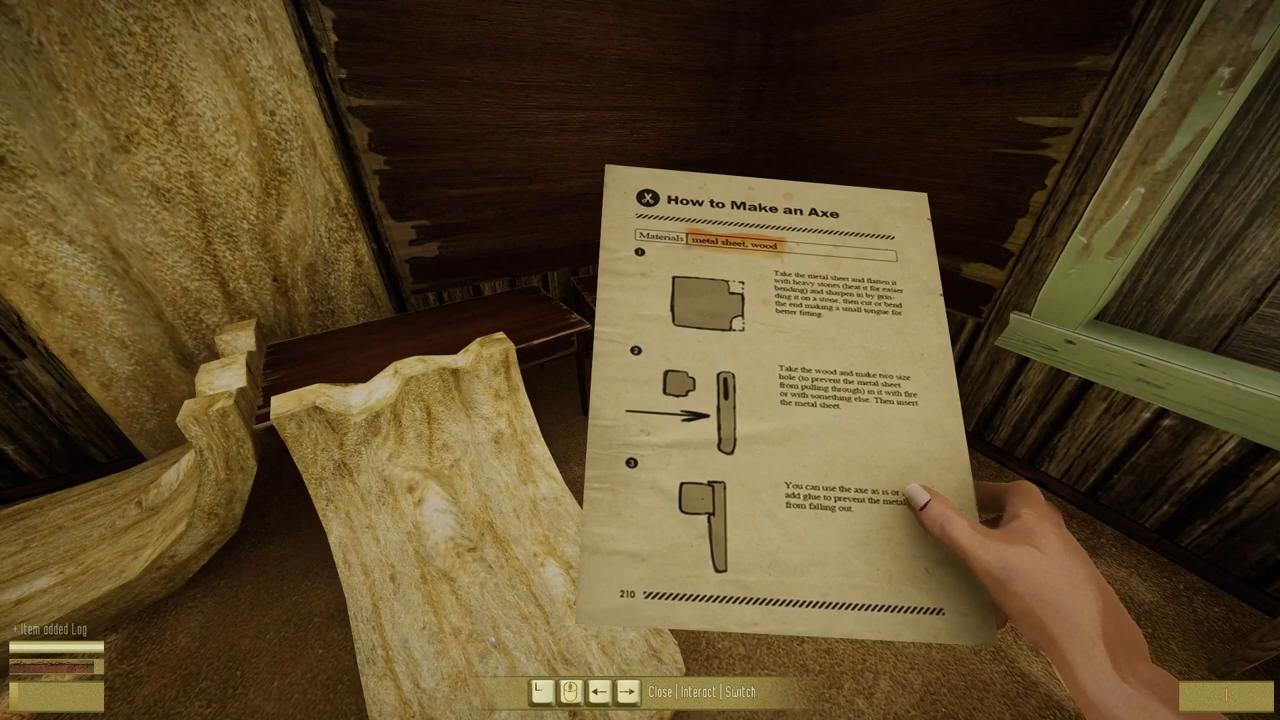 How to Make an Axe
Materials metal sheet, wood
1
Take the metal sheet and flatten it
with heavy stones (heat it for easier
bending) and sharpen in by grin-
ding it on a stone, then cut or bend
the end making a small tongue for
better fitting.
2
Take the wood and make two size
hole (to prevent the metal sheet
from pulling through) in it with fire
or with something else. Then insert
the metal sheet.
3
You can use the axe as is or
add glue to prevent the metal
from falling out.
210
+ Item added Log
L Close | Interact | Switch